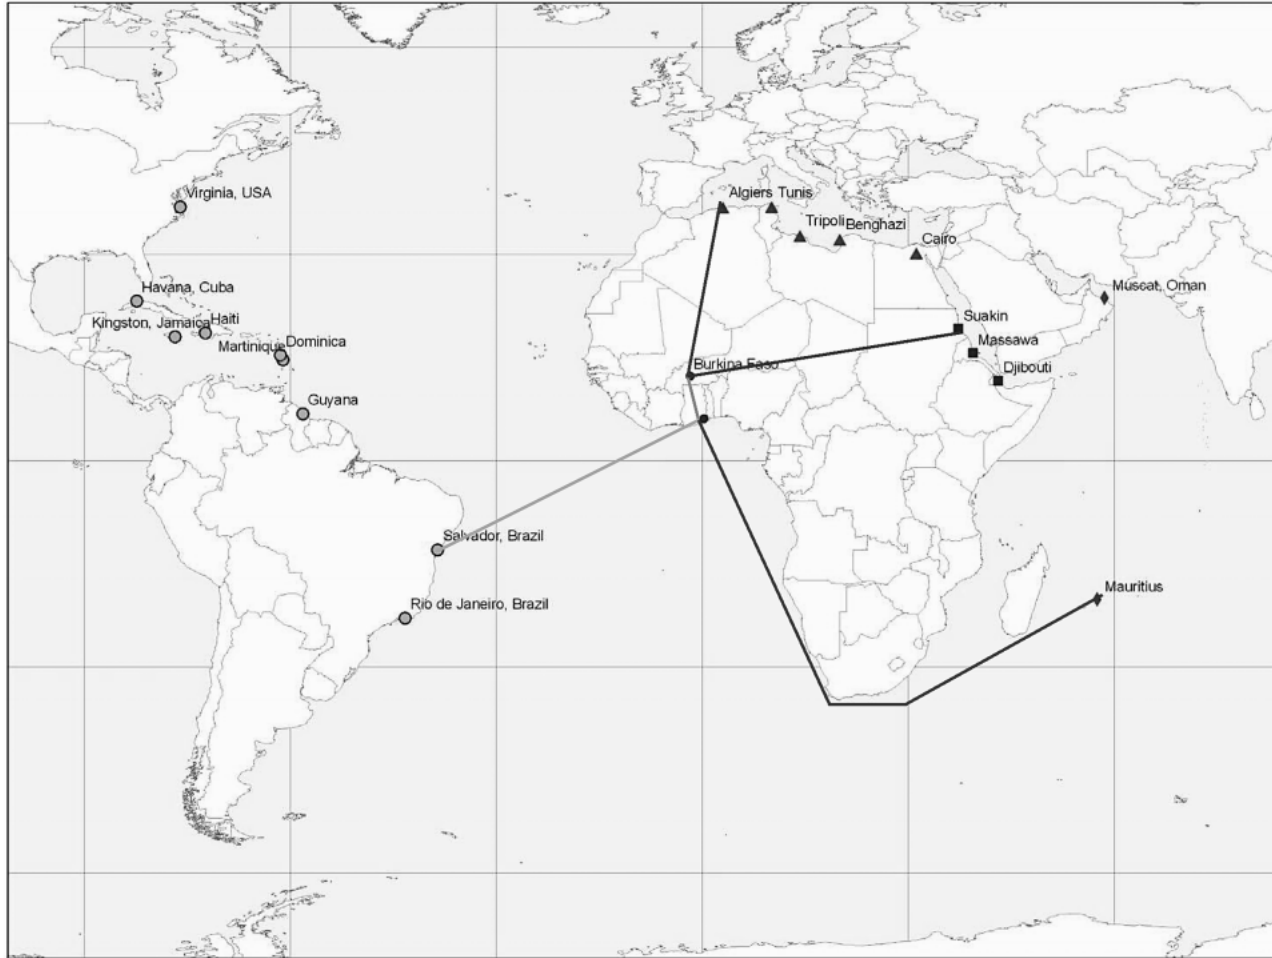 Virginia, USA
Algiers Tunis
Tripoli
Benghazi
Cairo
Havana, Cuba
Muscat, Oman
Kingston, Jamaica
Haiti
Suakin
Martinique
Dominica
Massawa
Burkina Faso
Djibouti
Guyana
Salvador, Brazil
Mauritius
Rio de Janeiro, Brazil